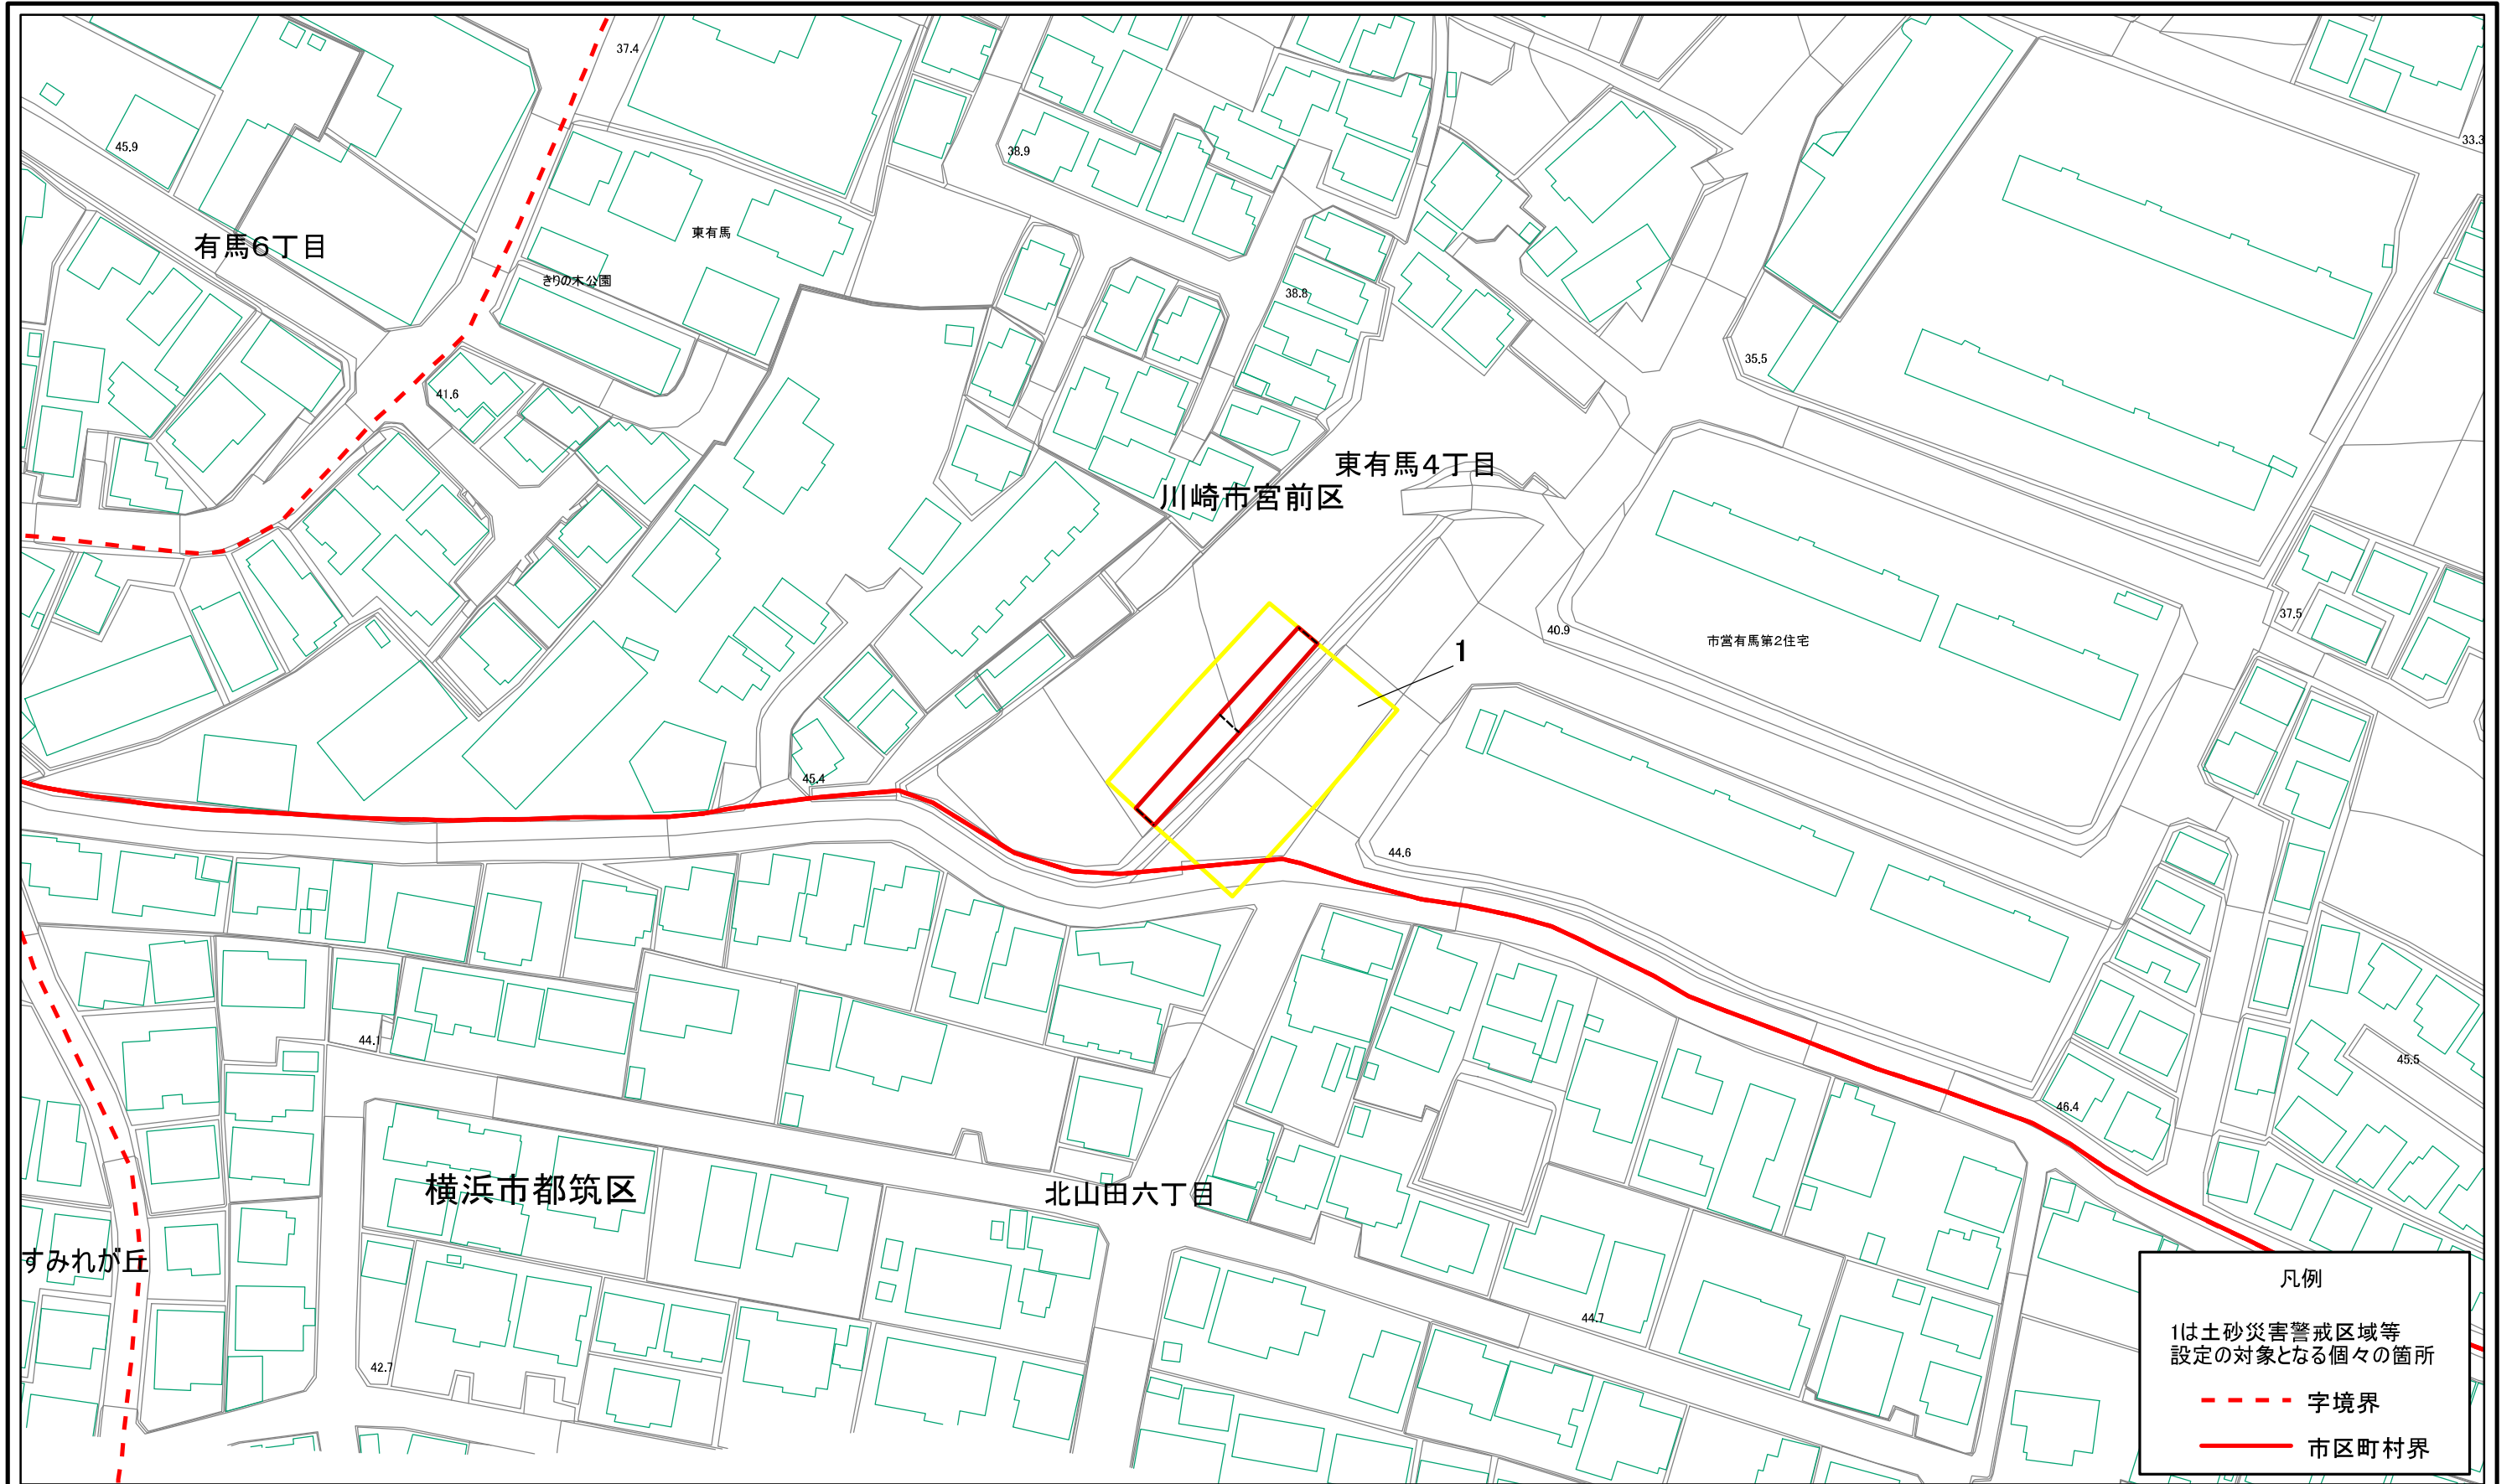 37.4
45.9
38.9
33.3
東有馬
有馬6丁目
きりの木公園
38.8
35.5
41.6
東有馬4丁目
川崎市宮前区
37.5
40.9
市営有馬第2住宅
1
45.4
44.6
44.1
45.5
46.4
横浜市都筑区
北山田六丁目
すみれが丘
44.7
42.7
凡例
1は土砂災害警戒区域等
設定の対象となる個々の箇所
字境界
市区町村界